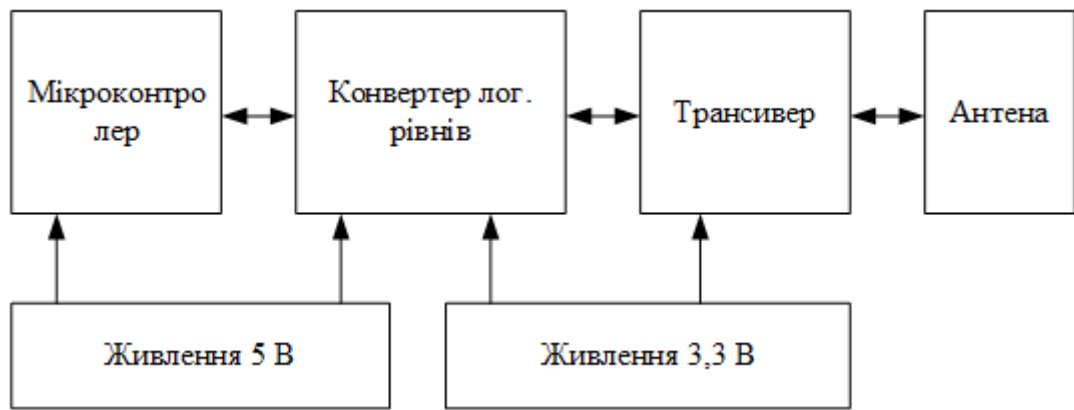 Мікроконтро
лер
Конвертер лог.
рівнів
Трансивер
Антена
Живлення 5 В
Живлення 3,3 В